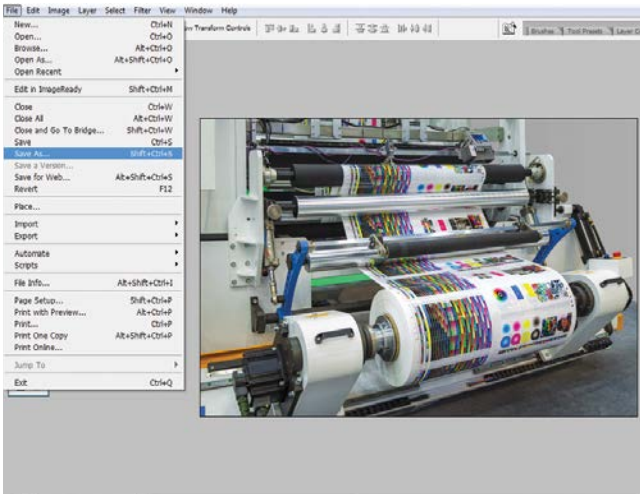 File Edit Image Layer Select Filter View Window Help
New... Ctrl+N
Open... Ctrl+O
Browse... Alt+Ctrl+O
Open As... Alt+Shift+Ctrl+O
Open Recent
Edit in ImageReady Shift+Ctrl+M
Close Ctrl+W
Close All Alt+Ctrl+W
Close and Go To Bridge... Shift+Ctrl+W
Save Ctrl+S
Save As... Shift+Ctrl+S
Save a Version...
Save for Web... Alt+Shift+Ctrl+S
Revert F12
Place...
Import
Export
Automate
Scripts
File Info... Alt+Shift+Ctrl+I
Page Setup... Shift+Ctrl+P
Print with Preview... Alt+Ctrl+P
Print... Ctrl+P
Print One Copy Alt+Shift+Ctrl+P
Print Online...
Jump To
Exit Ctrl+Q
Transform Controls
Brushes Tool Presets Layer